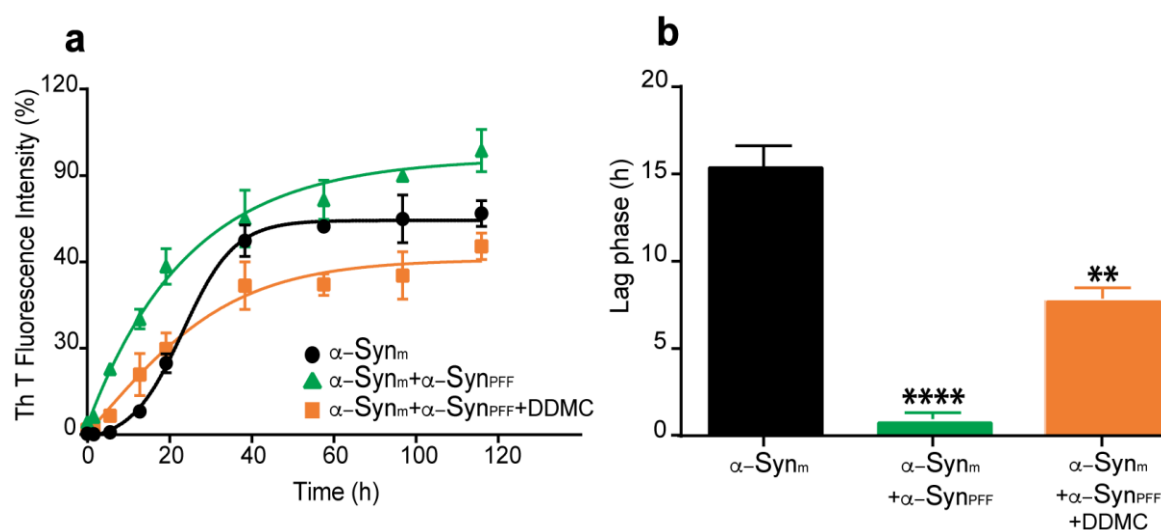 a
Th T Fluorescence Intensity (%)
120
90
40
30
0
0 20 40 60 80 100 120
Time (h)
α-Synm
α-Synm+α-SynPFF
α-Synm+α-SynPFF+DDMC
b
Lag phase (h)
20
15
10
5
0
****
**
α-Synm
α-Synm
+α-SynPFF
α-Synm
+α-SynPFF
+DDMC